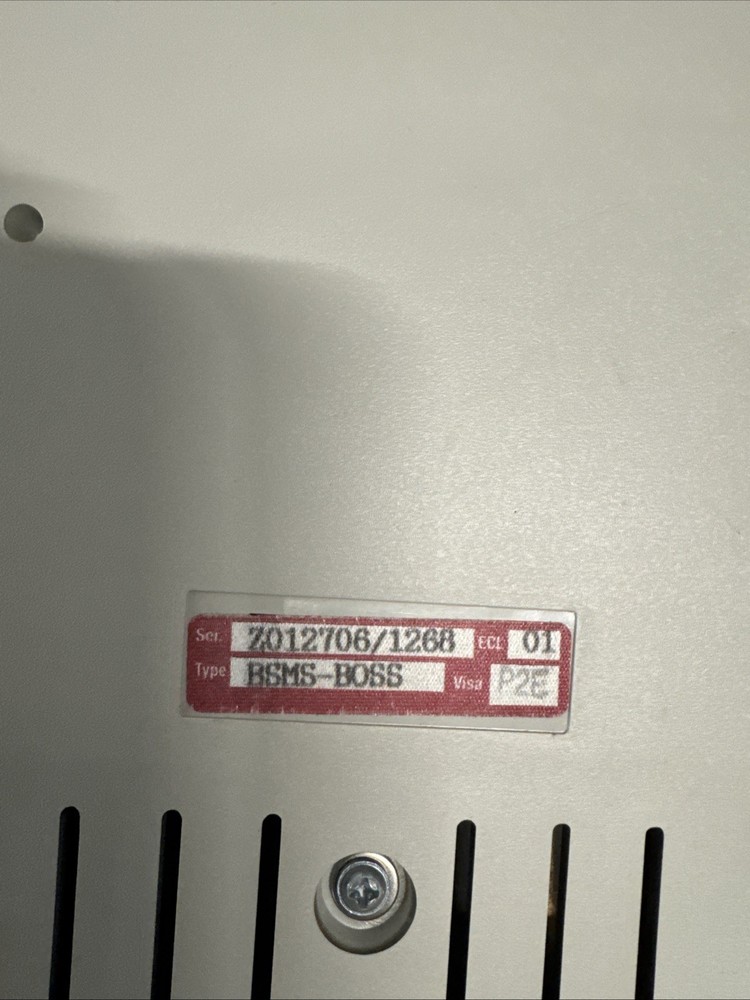 Ser. Z012706/1268 ECL 01
Type BSMS-BOSS Visa P2E